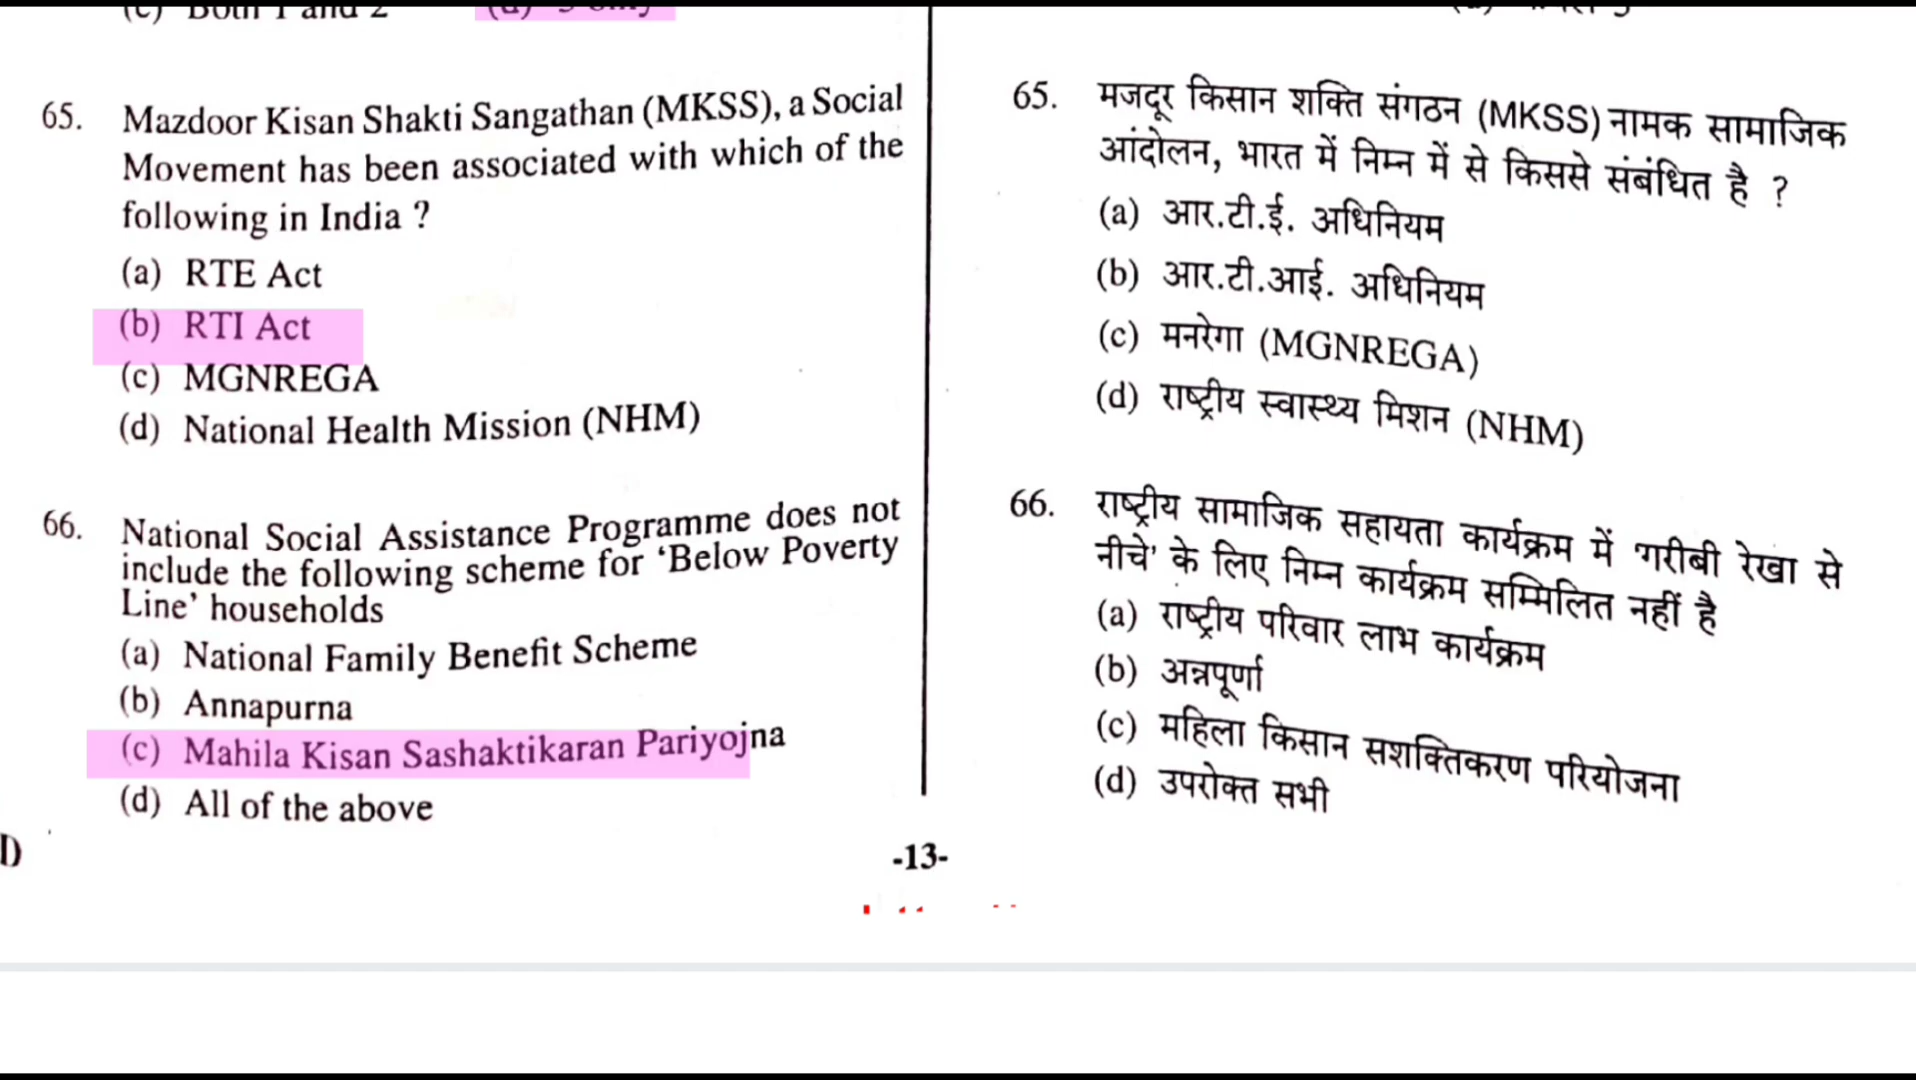 65. Mazdoor Kisan Shakti Sangathan (MKSS), a Social
Movement has been associated with which of the
following in India ?
(a) RTE Act
(b) RTI Act
(c) MGNREGA
(d) National Health Mission (NHM)
66. National Social Assistance Programme does not
include the following scheme for ‘Below Poverty
Line’ households
(a) National Family Benefit Scheme
(b) Annapurna
(c) Mahila Kisan Sashaktikaran Pariyojna
(d) All of the above
65. मजदूर किसान शक्ति संगठन (MKSS) नामक सामाजिक
आंदोलन, भारत में निम्न में से किससे संबंधित है ?
(a) आर.टी.ई. अधिनियम
(b) आर.टी.आई. अधिनियम
(c) मनरेगा (MGNREGA)
(d) राष्ट्रीय स्वास्थ्य मिशन (NHM)
66. राष्ट्रीय सामाजिक सहायता कार्यक्रम में 'गरीबी रेखा से
नीचे' के लिए निम्न कार्यक्रम सम्मिलित नहीं है
(a) राष्ट्रीय परिवार लाभ कार्यक्रम
(b) अन्नपूर्णा
(c) महिला किसान सशक्तिकरण परियोजना
(d) उपरोक्त सभी
-13-